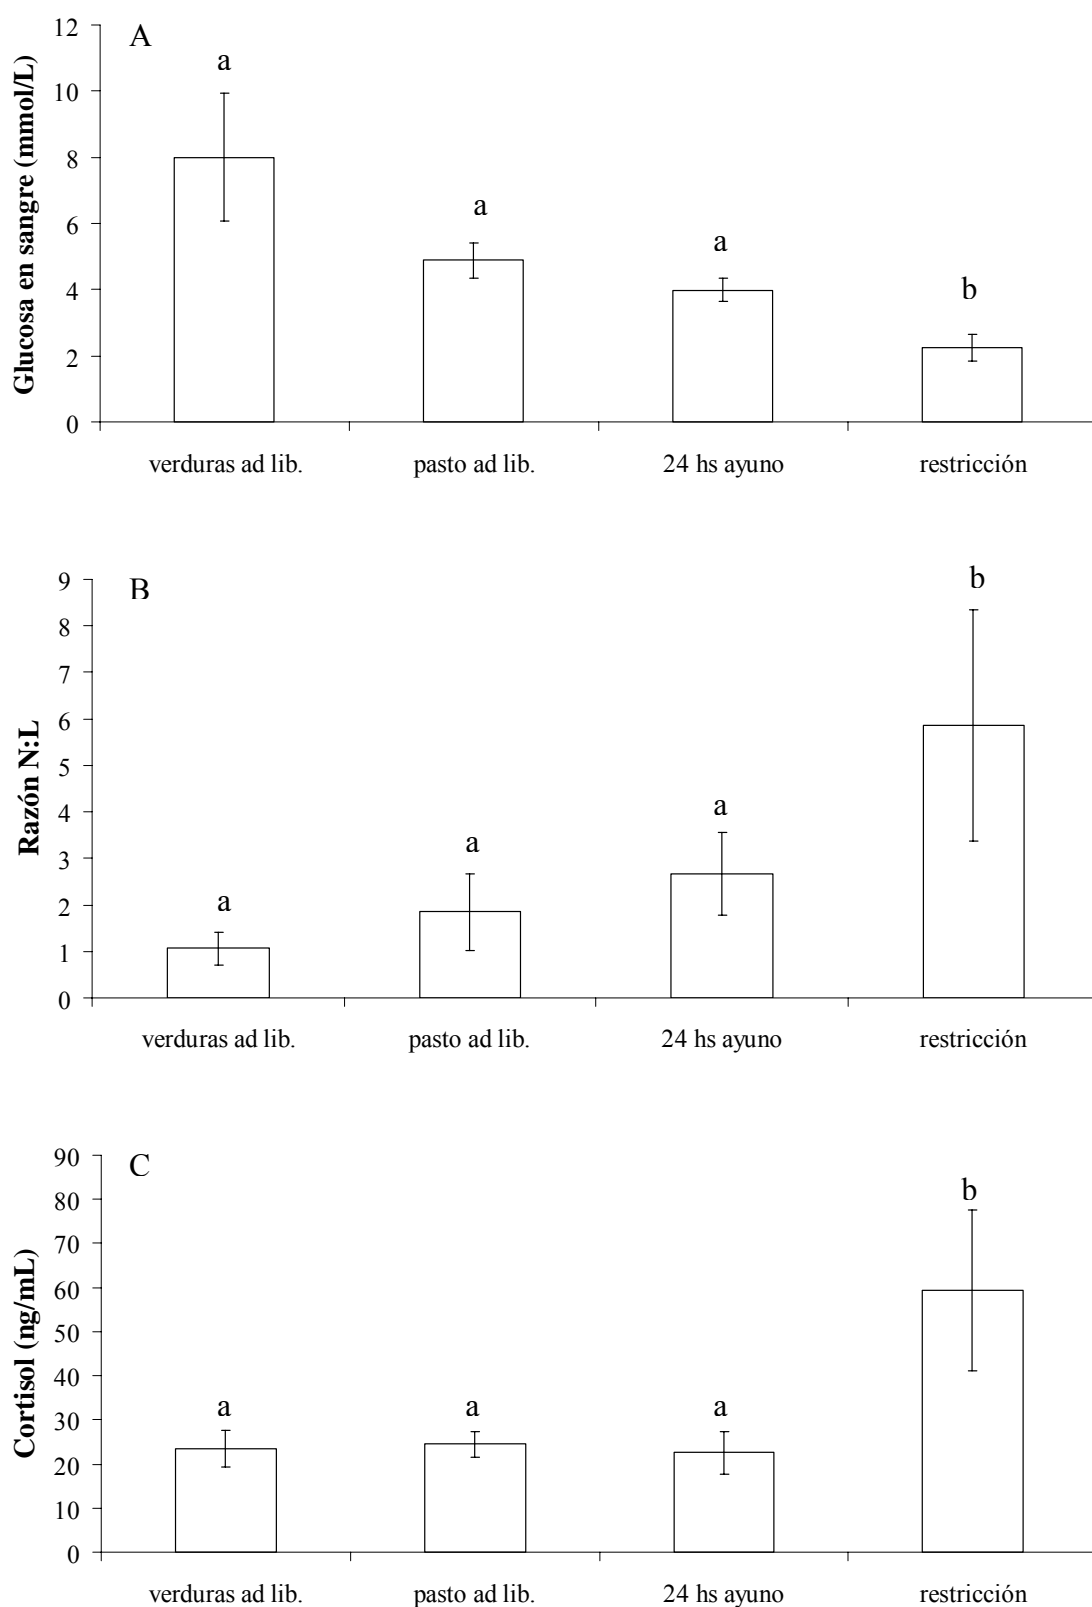 A
Glucosa en sangre (mmol/L)
12
10
8
6
4
2
0
a
a
a
b
verduras ad lib.
pasto ad lib.
24 hs ayuno
restricción
B
Razón N:L
9
8
7
6
5
4
3
2
1
0
a
a
a
b
verduras ad lib.
pasto ad lib.
24 hs ayuno
restricción
C
Cortisol (ng/mL)
90
80
70
60
50
40
30
20
10
0
a
a
a
b
verduras ad lib.
pasto ad lib.
24 hs ayuno
restricción